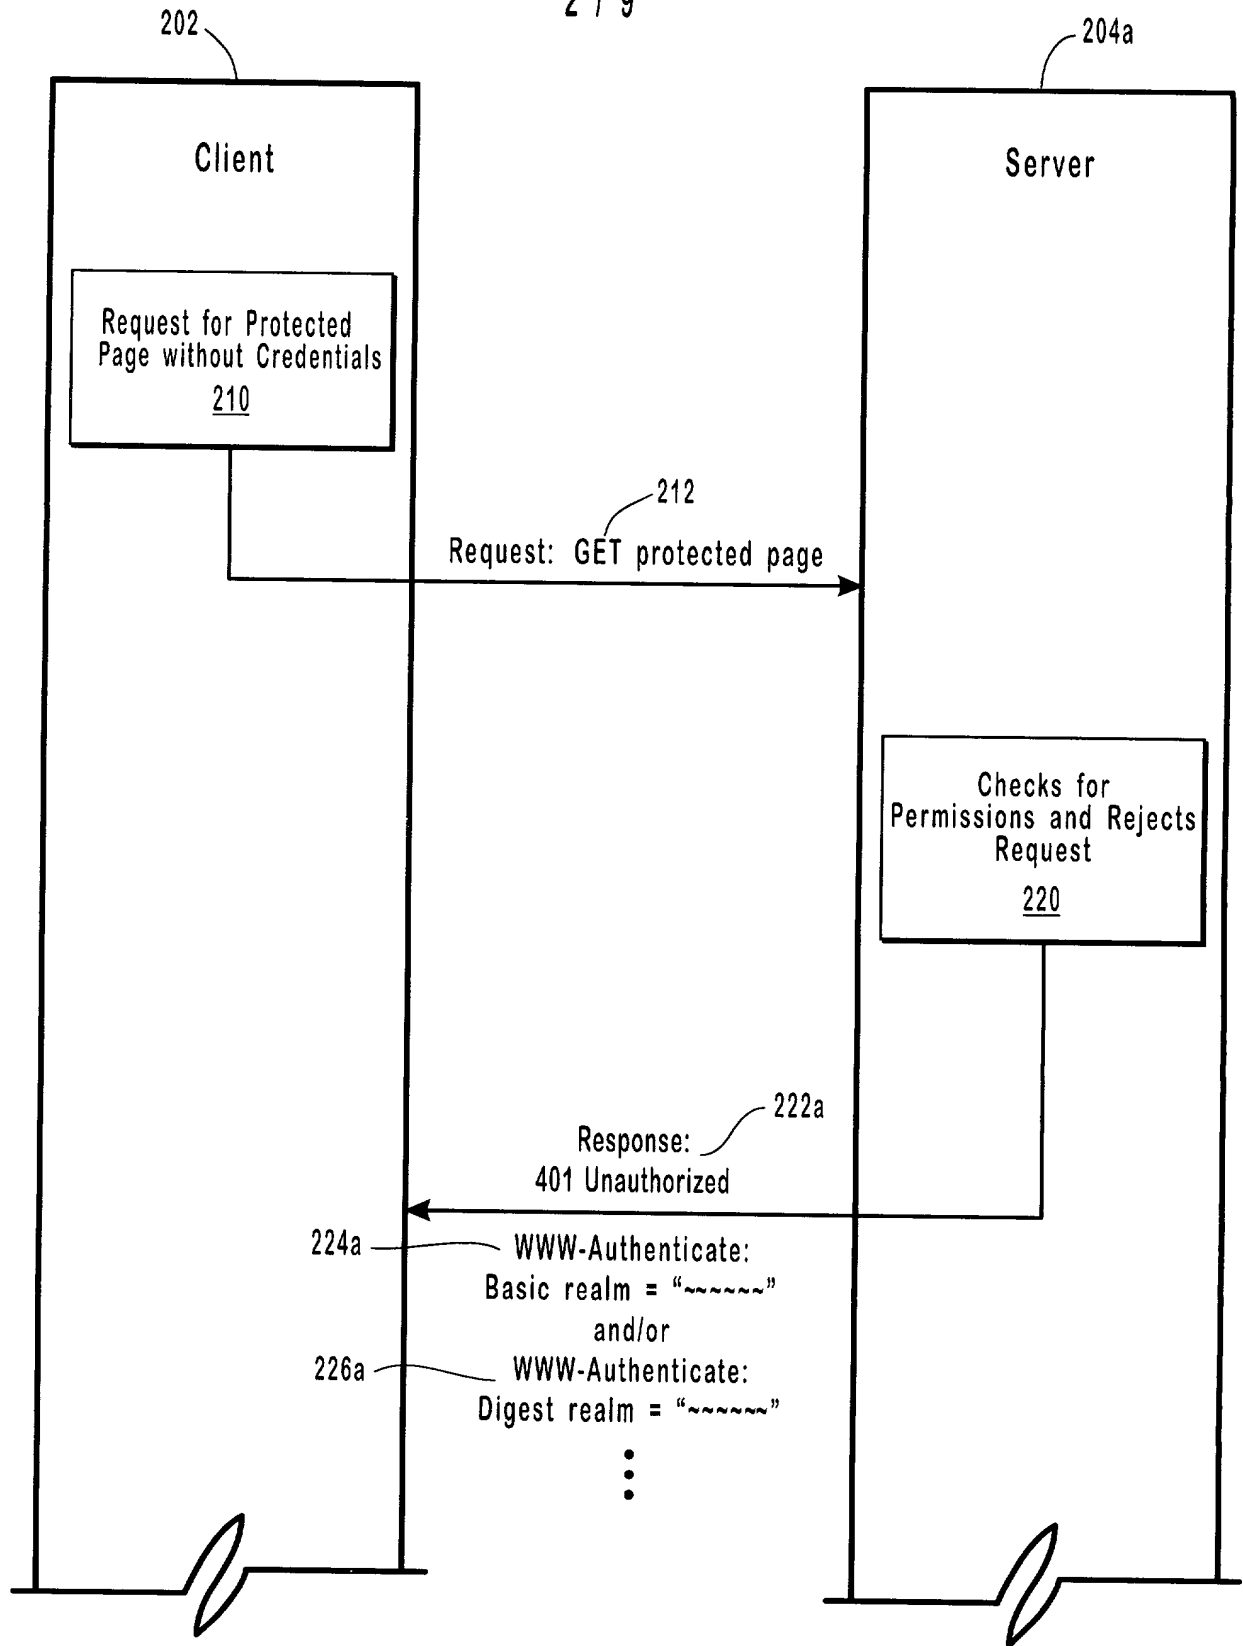 2 / 9
202
204a
Client
Server
Request for Protected
Page without Credentials
210
212
Request: GET protected page
Checks for
Permissions and Rejects
Request
220
222a
Response:
401 Unauthorized
224a
WWW-Authenticate:
Basic realm = “~~~~~~”
and/or
226a
WWW-Authenticate:
Digest realm = “~~~~~~”